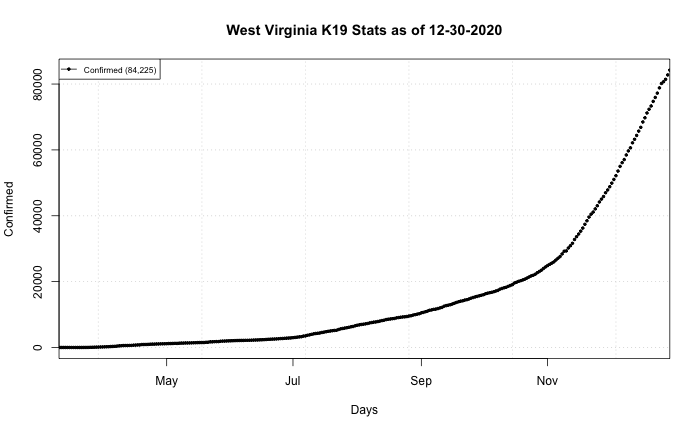 West Virginia K19 Stats as of 12-30-2020
Confirmed (84,225)
80000
60000
40000
20000
0
Confirmed
May Jul Sep Nov
Days